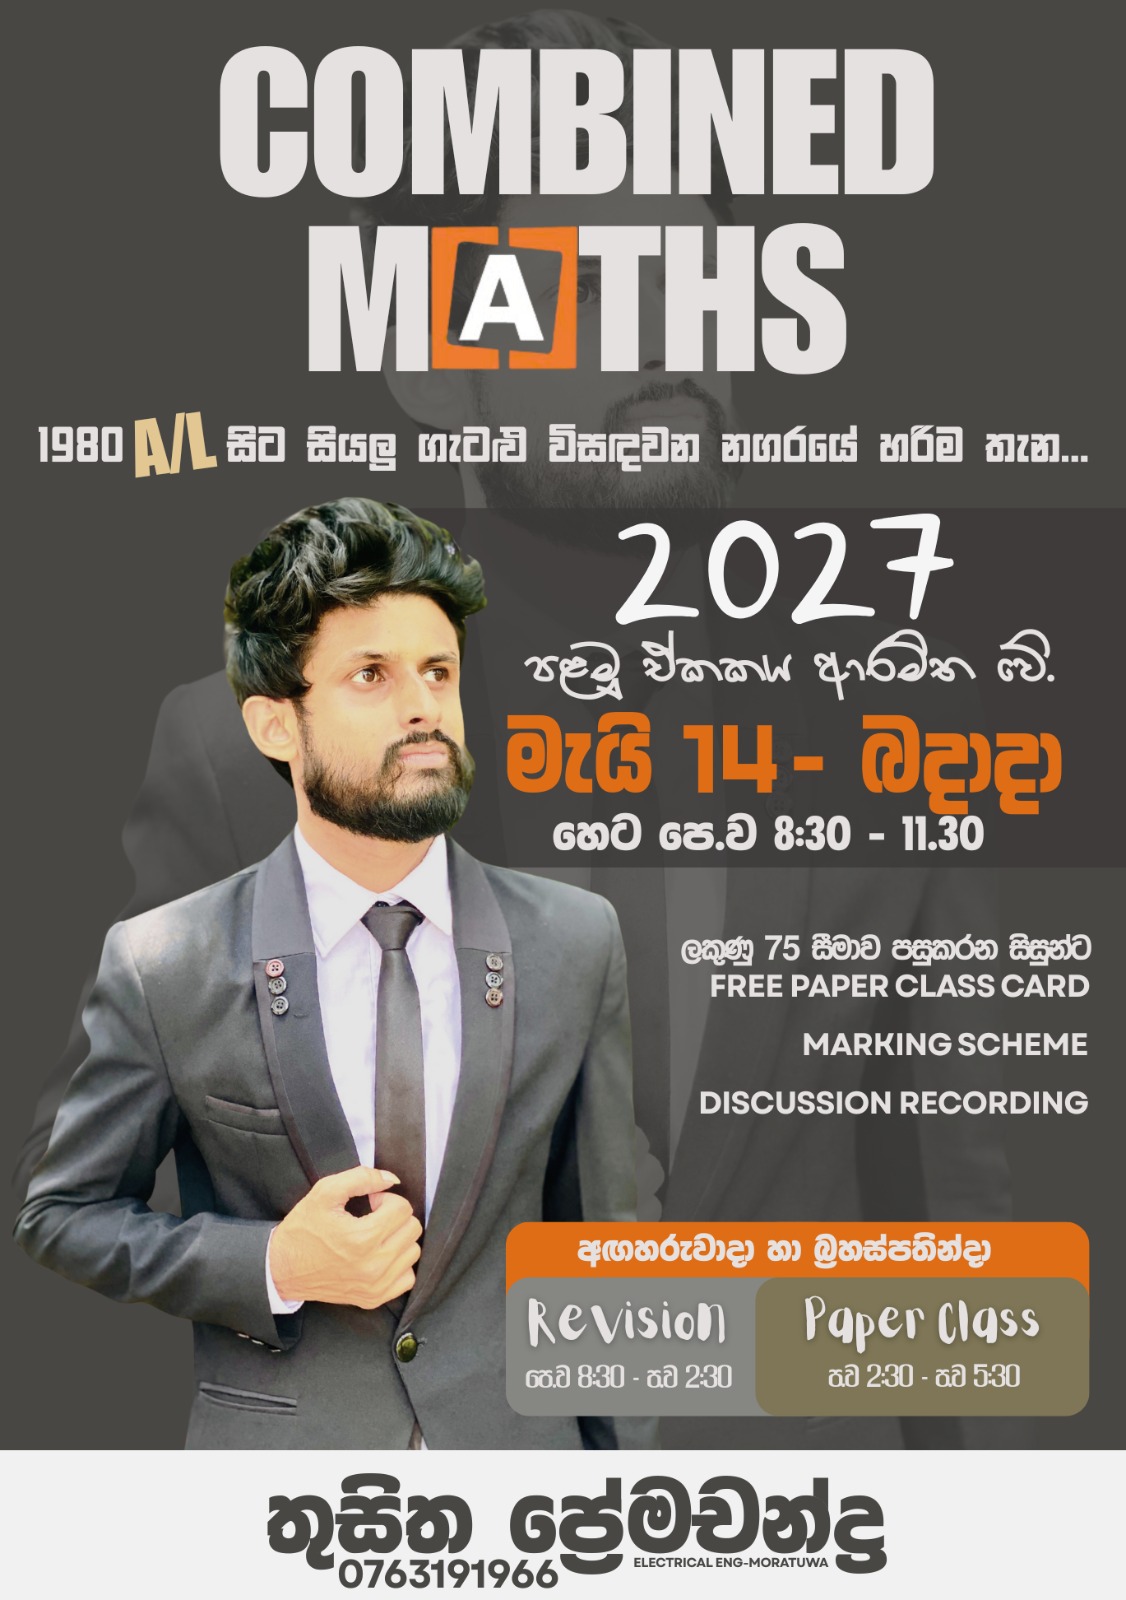 COMBINED
MATHS
1980 A/L සිට සියලු ගැටළු විසඳවන නගරයේ හරිම තැන...
2027
පළමු ඒකකය ආරම්භ වේ.
මැයි 14 - බදාදා
හෙට පෙ.ව 8:30 - 11.30
ලකුණු 75 සීමාව පසුකරන සිසුන්ට
FREE PAPER CLASS CARD
MARKING SCHEME
DISCUSSION RECORDING
අඟහරුවාදා හා බ්‍රහස්පතින්දා
Revision
පෙ.ව 8:30 - ප.ව 2:30
Paper Class
ප.ව 2:30 - ප.ව 5:30
තුසිත ප්‍රේමචන්ද්‍ර
ELECTRICAL ENG-MORATUWA
0763191966